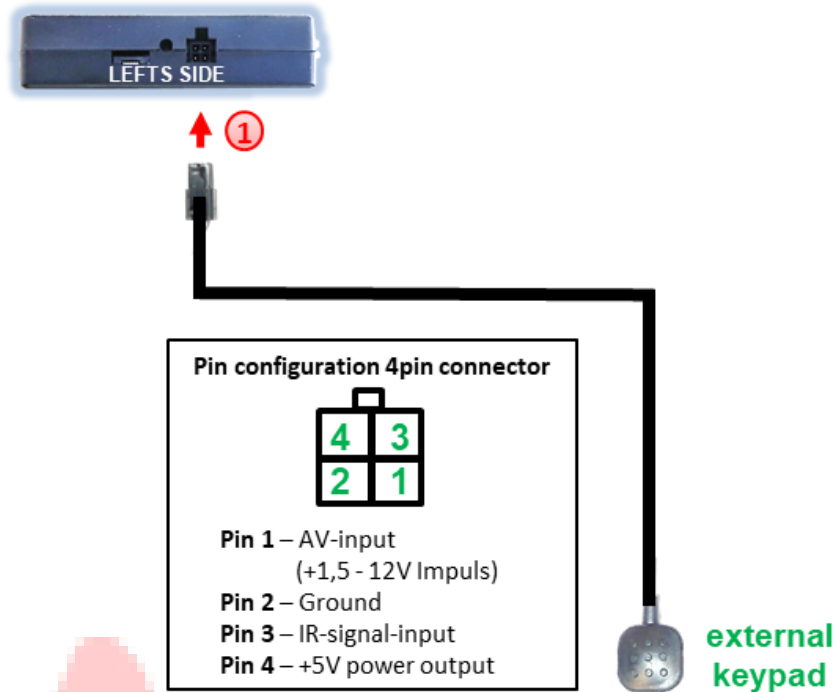 LEFTS SIDE
1
Pin configuration 4pin connector
4 3
2 1
Pin 1 – AV-input
(+1,5 - 12V Impuls)
Pin 2 – Ground
Pin 3 – IR-signal-input
Pin 4 – +5V power output
external
keypad